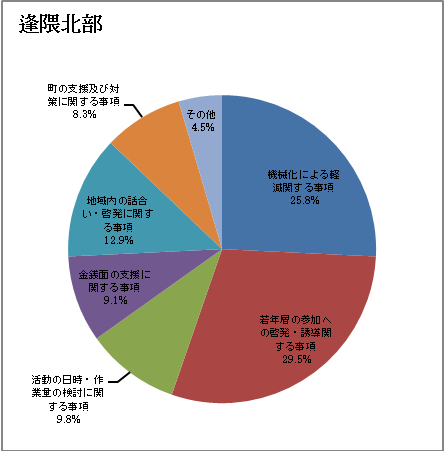 逢隈北部
町の支援及び対
策に関する事項
8.3%
その他
4.5%
機械化による軽
減関する事項
25.8%
地域内の話合
い・啓発に関す
る事項
12.9%
金銭面の支援に
関する事項
9.1%
若年層の参加へ
の啓発・誘導関
する事項
29.5%
活動の日時・作
業量の検討に関
する事項
9.8%